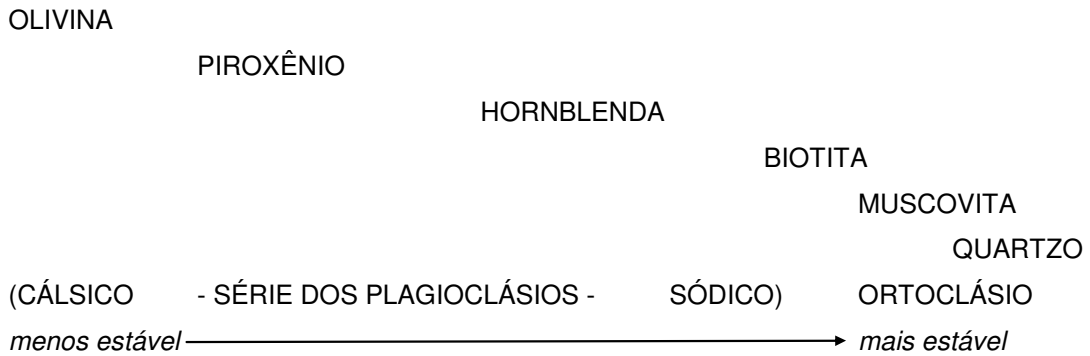 OLIVINA
PIROXÊNIO
HORNBLENDA
BIOTITA
MUSCOVITA
QUARTZO
(CÁLSICO - SÉRIE DOS PLAGIOCLÁSIOS - SÓDICO) ORTOCLÁSIO
menos estável mais estável